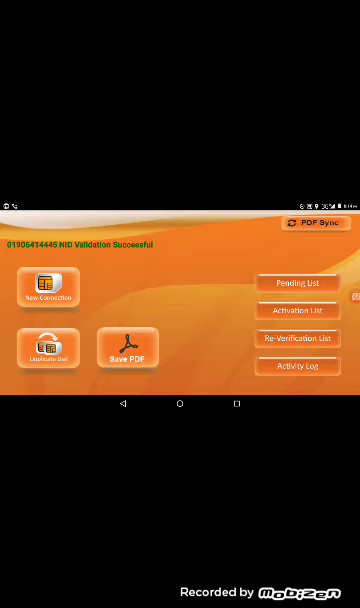 PDF Sync
01906414445 NID Validation Successful
New Connection
Pending List
Activation List
Duplicate Dial
Save PDF
Re-Verification List
Activity Log
Recorded by Mobizen